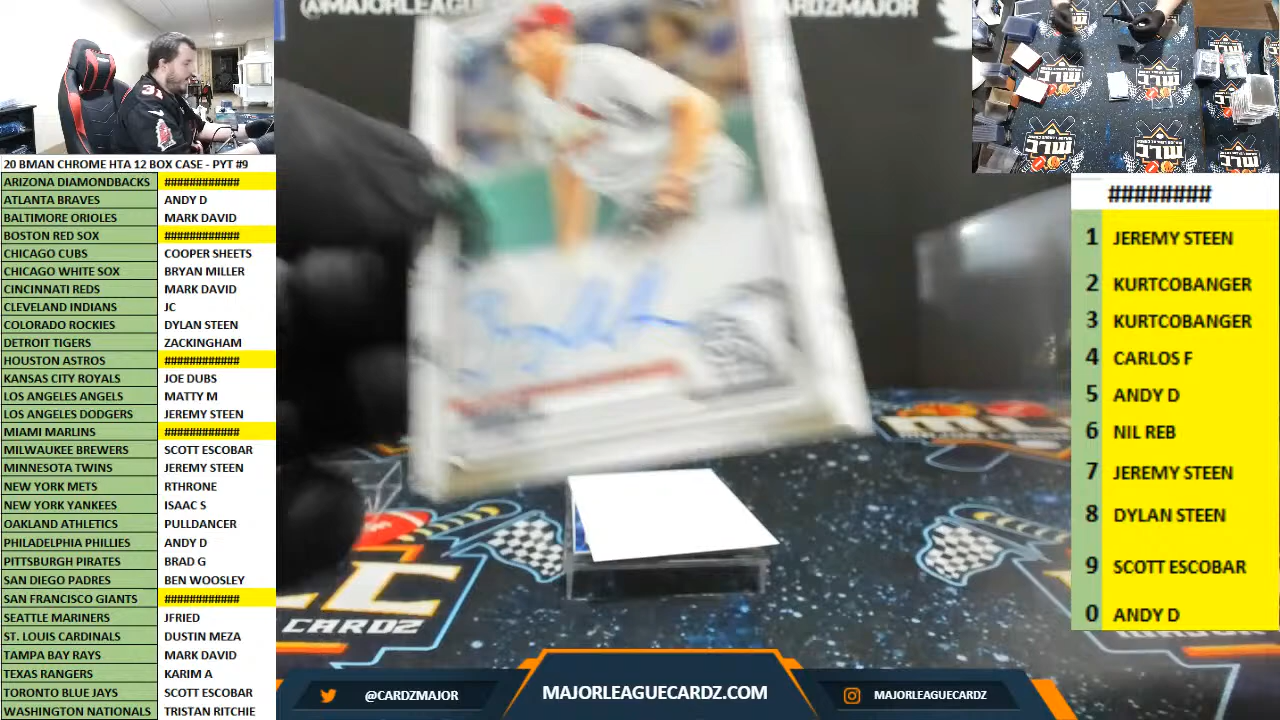 @MAJORLEAGUE
CARDZMAJOR
20 BMAN CHROME HTA 12 BOX CASE - PYT #9
ARIZONA DIAMONDBACKS ############
ATLANTA BRAVES ANDY D
BALTIMORE ORIOLES MARK DAVID
BOSTON RED SOX ############
CHICAGO CUBS COOPER SHEETS
CHICAGO WHITE SOX BRYAN MILLER
CINCINNATI REDS MARK DAVID
CLEVELAND INDIANS JC
COLORADO ROCKIES DYLAN STEEN
DETROIT TIGERS ZACKINGHAM
HOUSTON ASTROS ############
KANSAS CITY ROYALS JOE DUBS
LOS ANGELES ANGELS MATTY M
LOS ANGELES DODGERS JEREMY STEEN
MIAMI MARLINS ############
MILWAUKEE BREWERS SCOTT ESCOBAR
MINNESOTA TWINS JEREMY STEEN
NEW YORK METS RTHRONE
NEW YORK YANKEES ISAAC S
OAKLAND ATHLETICS PULLDANCER
PHILADELPHIA PHILLIES ANDY D
PITTSBURGH PIRATES BRAD G
SAN DIEGO PADRES BEN WOOSLEY
SAN FRANCISCO GIANTS ############
SEATTLE MARINERS JFRIED
ST. LOUIS CARDINALS DUSTIN MEZA
TAMPA BAY RAYS MARK DAVID
TEXAS RANGERS KARIM A
TORONTO BLUE JAYS SCOTT ESCOBAR
WASHINGTON NATIONALS TRISTAN RITCHIE
########
1 JEREMY STEEN
2 KURTCOBANGER
3 KURTCOBANGER
4 CARLOS F
5 ANDY D
6 NIL REB
7 JEREMY STEEN
8 DYLAN STEEN
9 SCOTT ESCOBAR
0 ANDY D
CARDZ
@CARDZMAJOR
MAJORLEAGUECARDZ.COM
MAJORLEAGUECARDZ